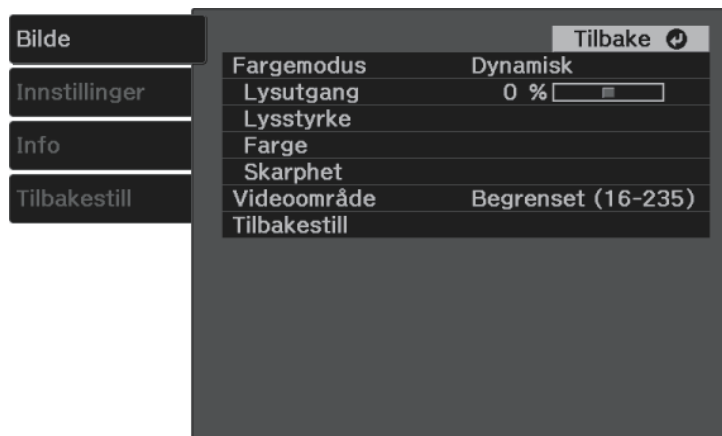 Bilde
Innstillinger
Info
Tilbakestill
Tilbake
Fargemodus Dynamisk
Lysutgang 0 %
Lysstyrke
Farge
Skarphet
Videoområde Begrenset (16-235)
Tilbakestill